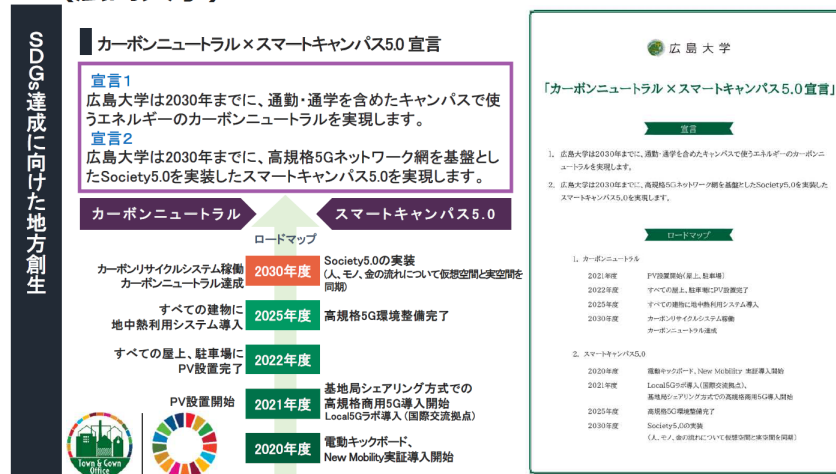 SDGs達成に向けた地方創生
カーボンニュートラル×スマートキャンパス5.0 宣言
宣言1
広島大学は2030年までに、通勤・通学を含めたキャンパスで使
うエネルギーのカーボンニュートラルを実現します。
宣言2
広島大学は2030年までに、高規格5Gネットワーク網を基盤とし
たSociety5.0を実装したスマートキャンパス5.0を実現します。
カーボンニュートラル
スマートキャンパス5.0
ロードマップ
カーボンリサイクルシステム稼働
カーボンニュートラル達成
2030年度
Society5.0の実装
(人、モノ、金の流れについて仮想空間と実空間を
同期)
すべての建物に
地中熱利用システム導入
2025年度
高規格5G環境整備完了
すべての屋上、駐車場に
PV設置完了
2022年度
PV設置開始
2021年度
基地局シェアリング方式での
高規格商用5G導入開始
Local5Gラボ導入(国際交流拠点)
2020年度
電動キックボード、
New Mobility実証導入開始
Town & Gown
Office
広島大学
「カーボンニュートラル×スマートキャンパス5.0宣言」
宣言
1. 広島大学は2030年までに、通勤・通学を含めたキャンパスで使うエネルギーのカーボンニ
ュートラルを実現します。
2. 広島大学は2030年までに、高規格5Gネットワーク網を基盤としたSociety5.0を実装した
スマートキャンパス5.0を実現します。
ロードマップ
1. カーボンニュートラル
2021年度 PV設置開始(屋上、駐車場)
2022年度 すべての屋上、駐車場にPV設置完了
2025年度 すべての建物に地中熱利用システム導入
2030年度 カーボンリサイクルシステム稼働
カーボンニュートラル達成
2. スマートキャンパス5.0
2020年度 電動キックボード、New Mobility 実証導入開始
2021年度 Local5Gラボ導入(国際交流拠点)、
基地局シェアリング方式での高規格商用5G導入開始
2025年度 高規格5G環境整備完了
2030年度 Society5.0の実装
(人、モノ、金の流れについて仮想空間と実空間を同期)